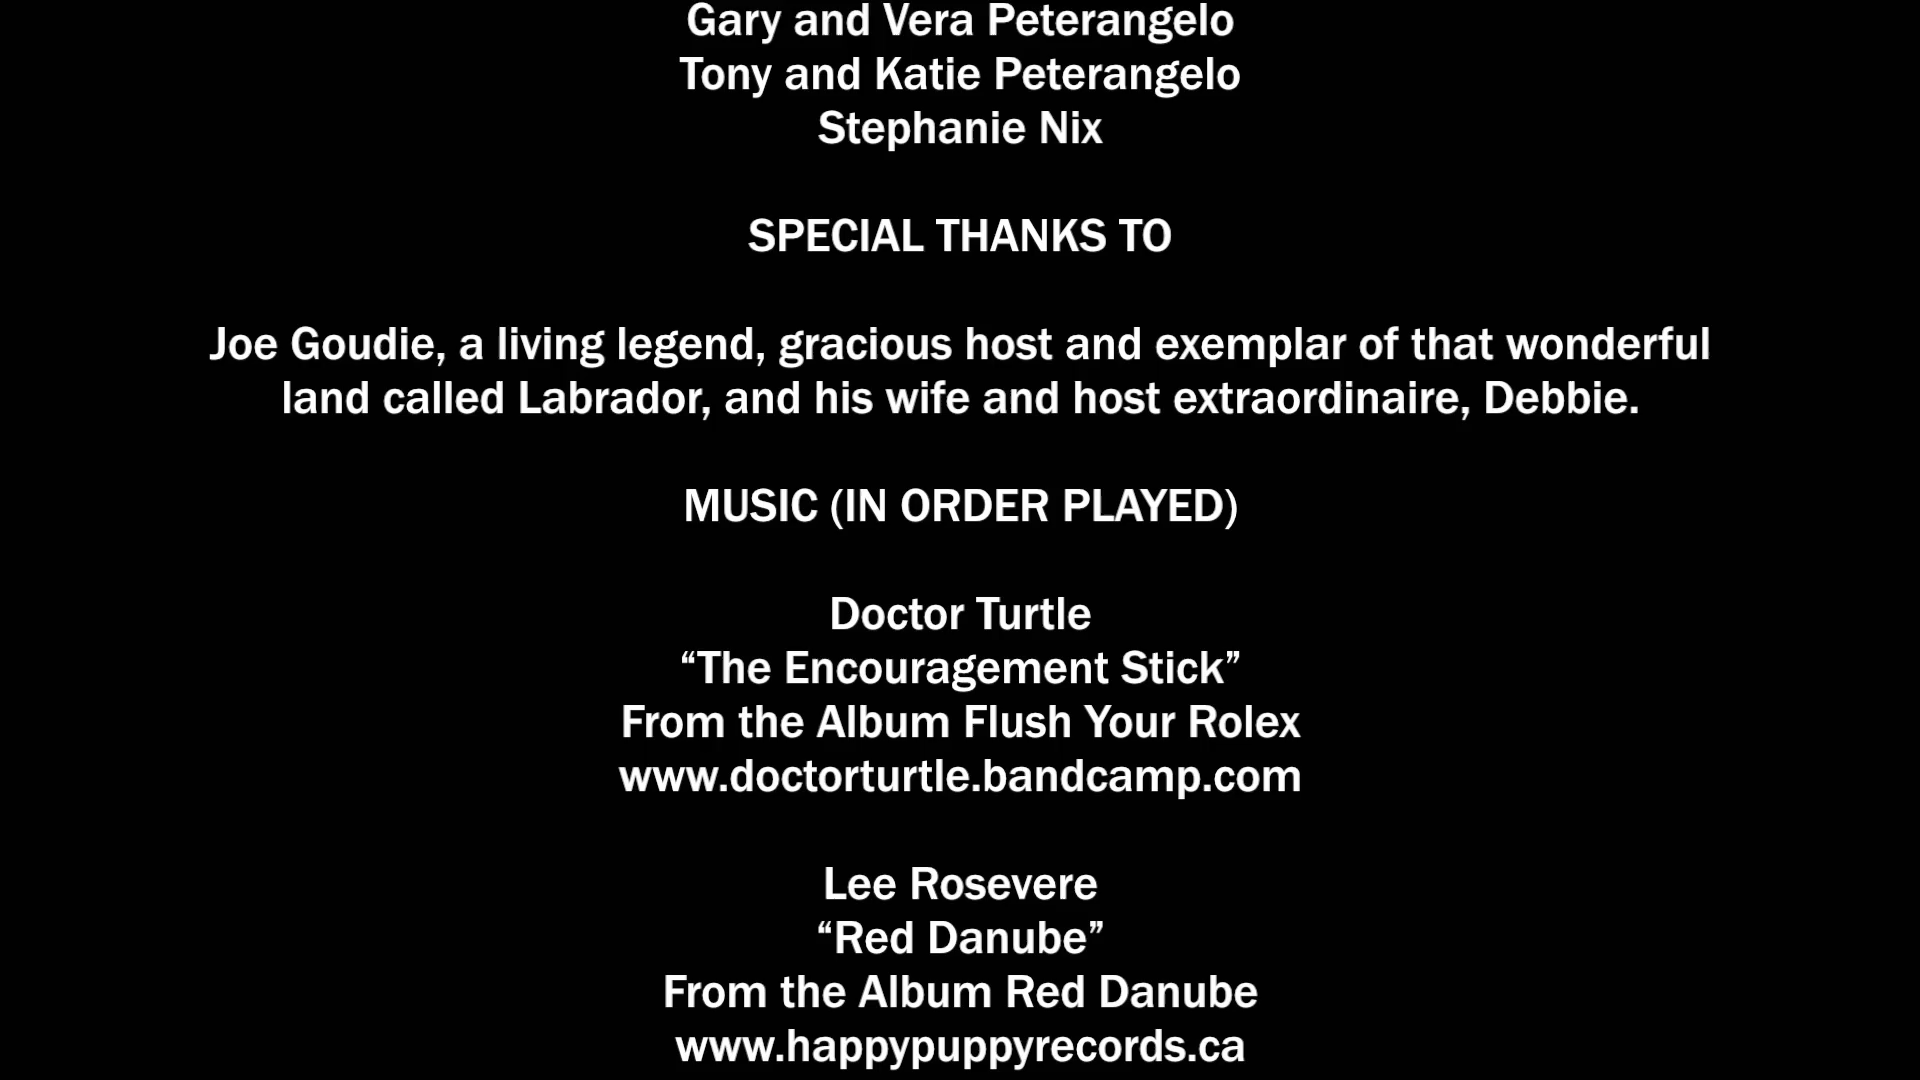 Gary and Vera Peterangelo
Tony and Katie Peterangelo
Stephanie Nix
SPECIAL THANKS TO
Joe Goudie, a living legend, gracious host and exemplar of that wonderful
land called Labrador, and his wife and host extraordinaire, Debbie.
MUSIC (IN ORDER PLAYED)
Doctor Turtle
“The Encouragement Stick”
From the Album Flush Your Rolex
www.doctorturtle.bandcamp.com
Lee Rosevere
“Red Danube”
From the Album Red Danube
www.happypuppyrecords.ca